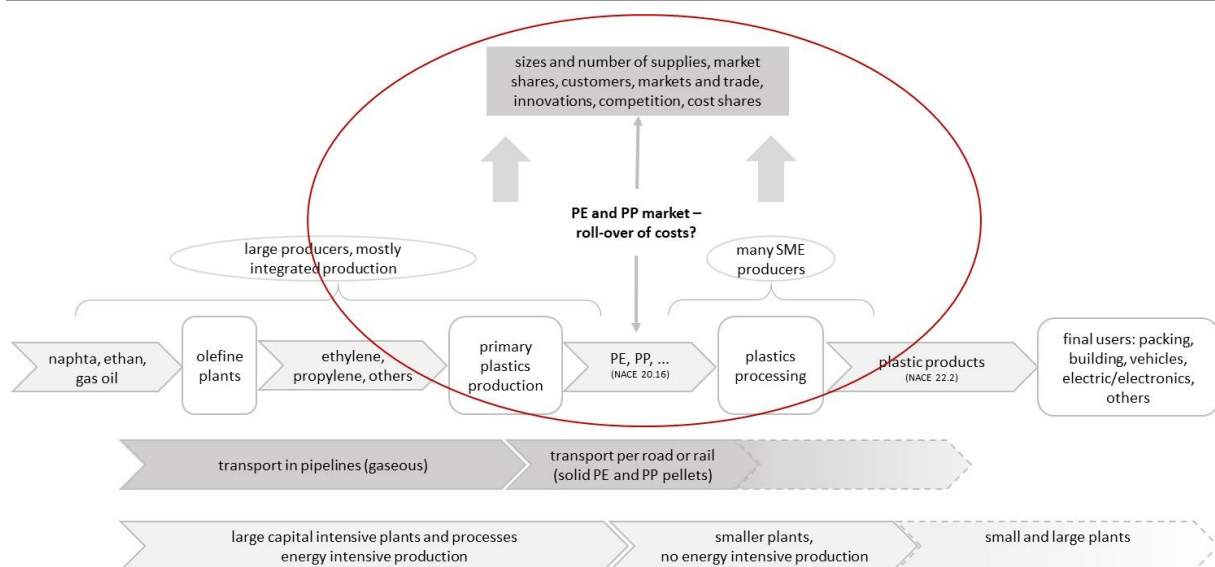 sizes and number of supplies, market
shares, customers, markets and trade,
innovations, competition, cost shares
PE and PP market –
roll-over of costs?
large producers, mostly
integrated production
many SME
producers
naphta, ethan,
gas oil
olefine
plants
ethylene,
propylene, others
primary
plastics
production
PE, PP, ...
(NACE 20.16)
plastics
processing
plastic products
(NACE 22.2)
final users: packing,
building, vehicles,
electric/electronics,
others
transport in pipelines (gaseous)
transport per road or rail
(solid PE and PP pellets)
large capital intensive plants and processes
energy intensive production
smaller plants,
no energy intensive production
small and large plants